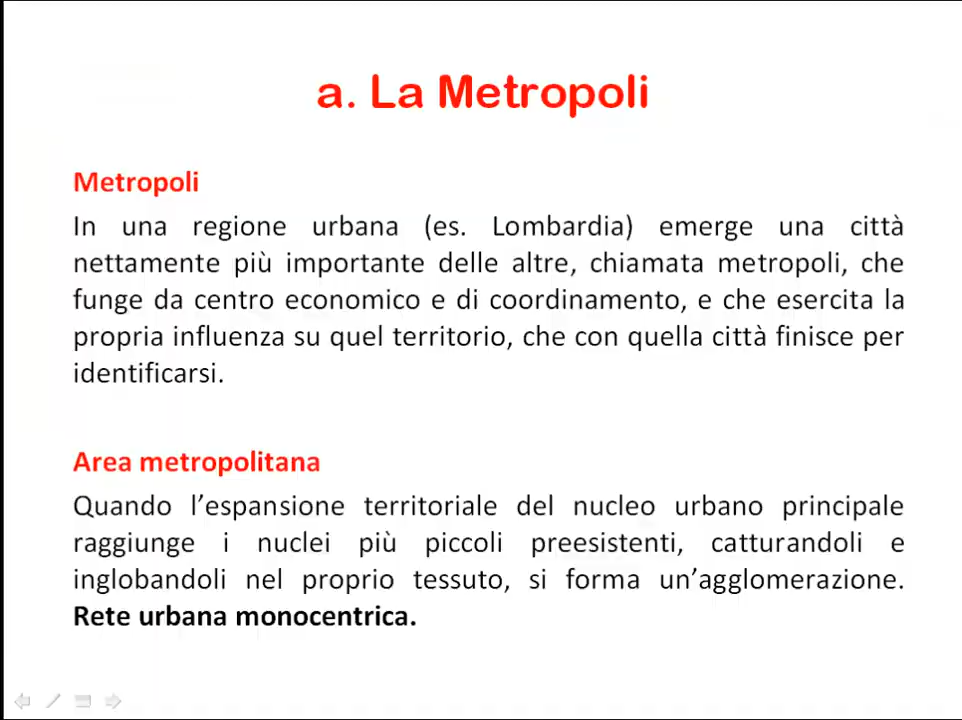 a. La Metropoli
Metropoli
In una regione urbana (es. Lombardia) emerge una città
nettamente più importante delle altre, chiamata metropoli, che
funge da centro economico e di coordinamento, e che esercita la
propria influenza su quel territorio, che con quella città finisce per
identificarsi.
Area metropolitana
Quando l’espansione territoriale del nucleo urbano principale
raggiunge i nuclei più piccoli preesistenti, catturandoli e
inglobandoli nel proprio tessuto, si forma un’agglomerazione.
Rete urbana monocentrica.